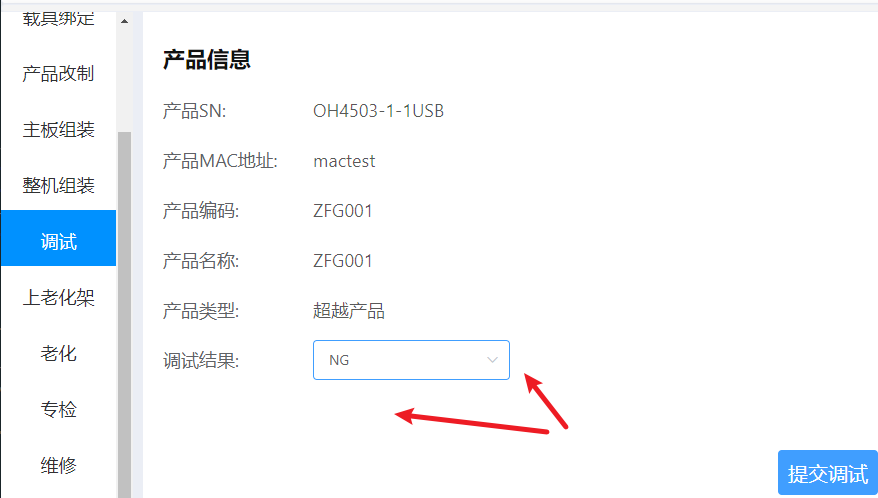 载具绑定
产品改制
主板组装
整机组装
调试
上老化架
老化
专检
维修
产品信息
产品SN: OH4503-1-1USB
产品MAC地址: mactest
产品编码: ZFG001
产品名称: ZFG001
产品类型: 超越产品
调试结果: NG
提交调试